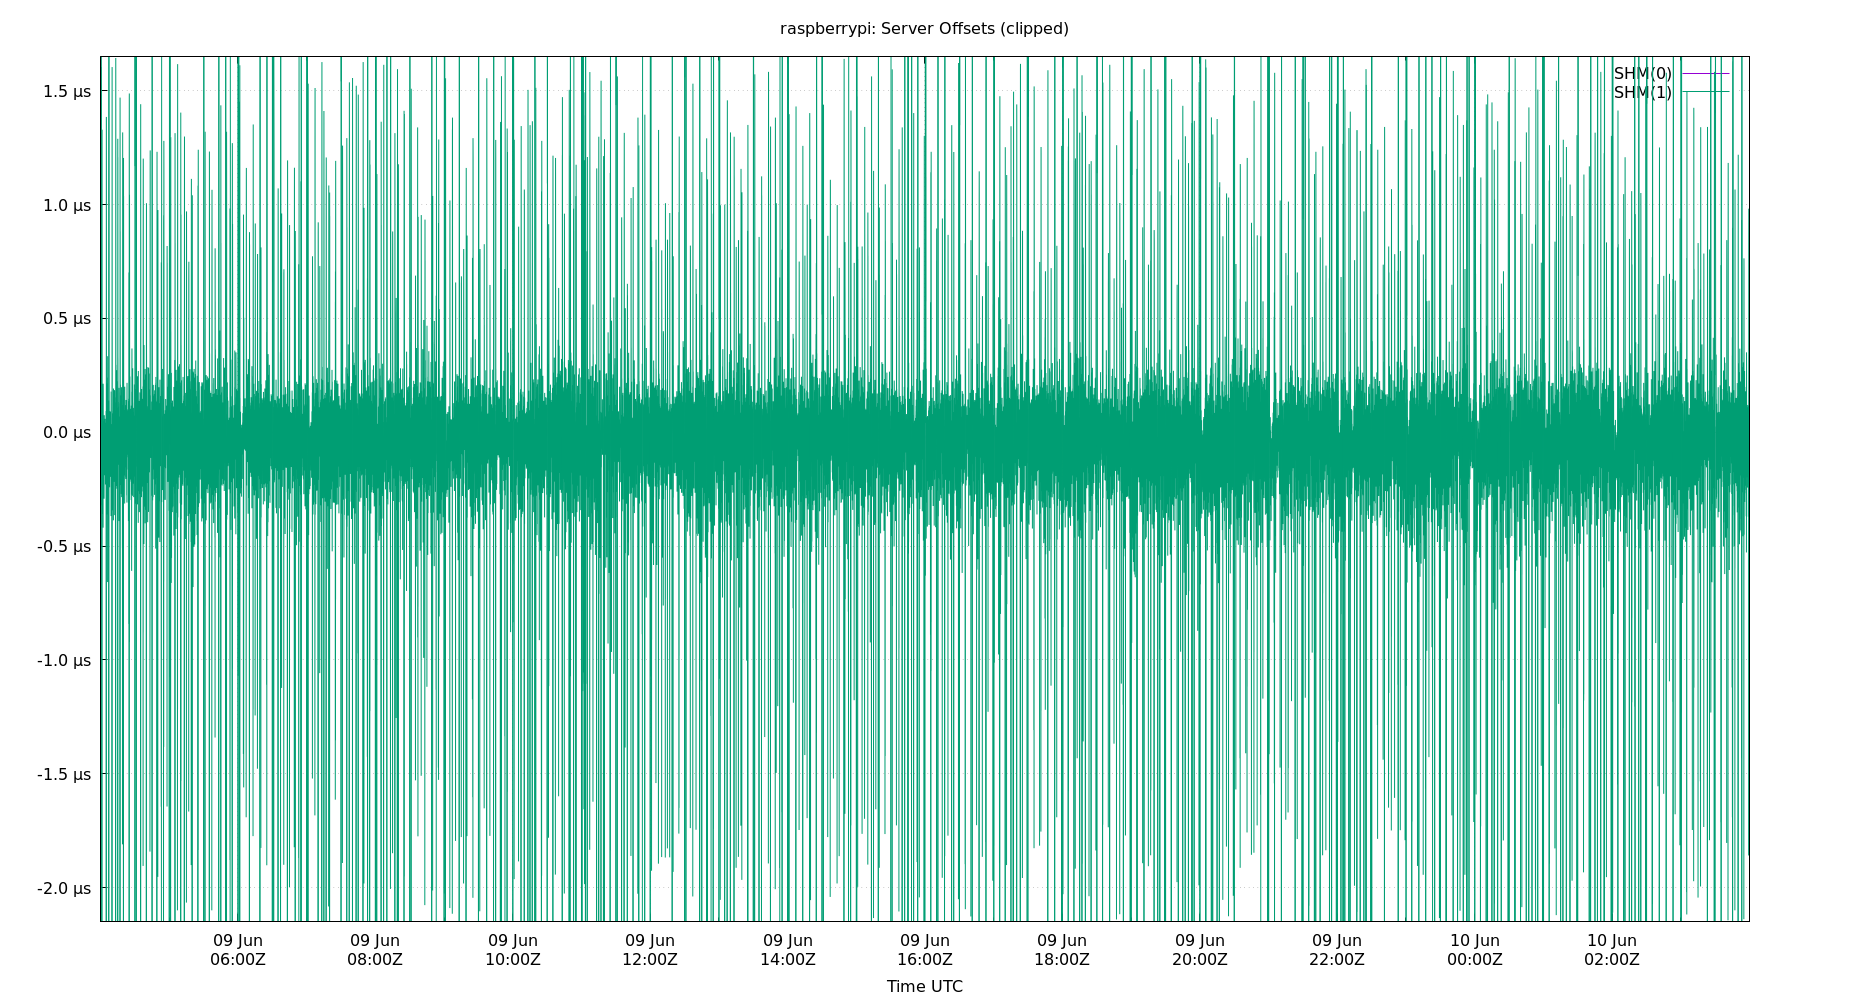 raspberrypi: Server Offsets (clipped)
SHM(0)
SHM(1)
1.5 µs
1.0 µs
0.5 µs
0.0 µs
-0.5 µs
-1.0 µs
-1.5 µs
-2.0 µs
09 Jun 09 Jun 09 Jun 09 Jun 09 Jun 09 Jun 09 Jun 09 Jun 09 Jun 10 Jun 10 Jun
06:00Z 08:00Z 10:00Z 12:00Z 14:00Z 16:00Z 18:00Z 20:00Z 22:00Z 00:00Z 02:00Z
Time UTC